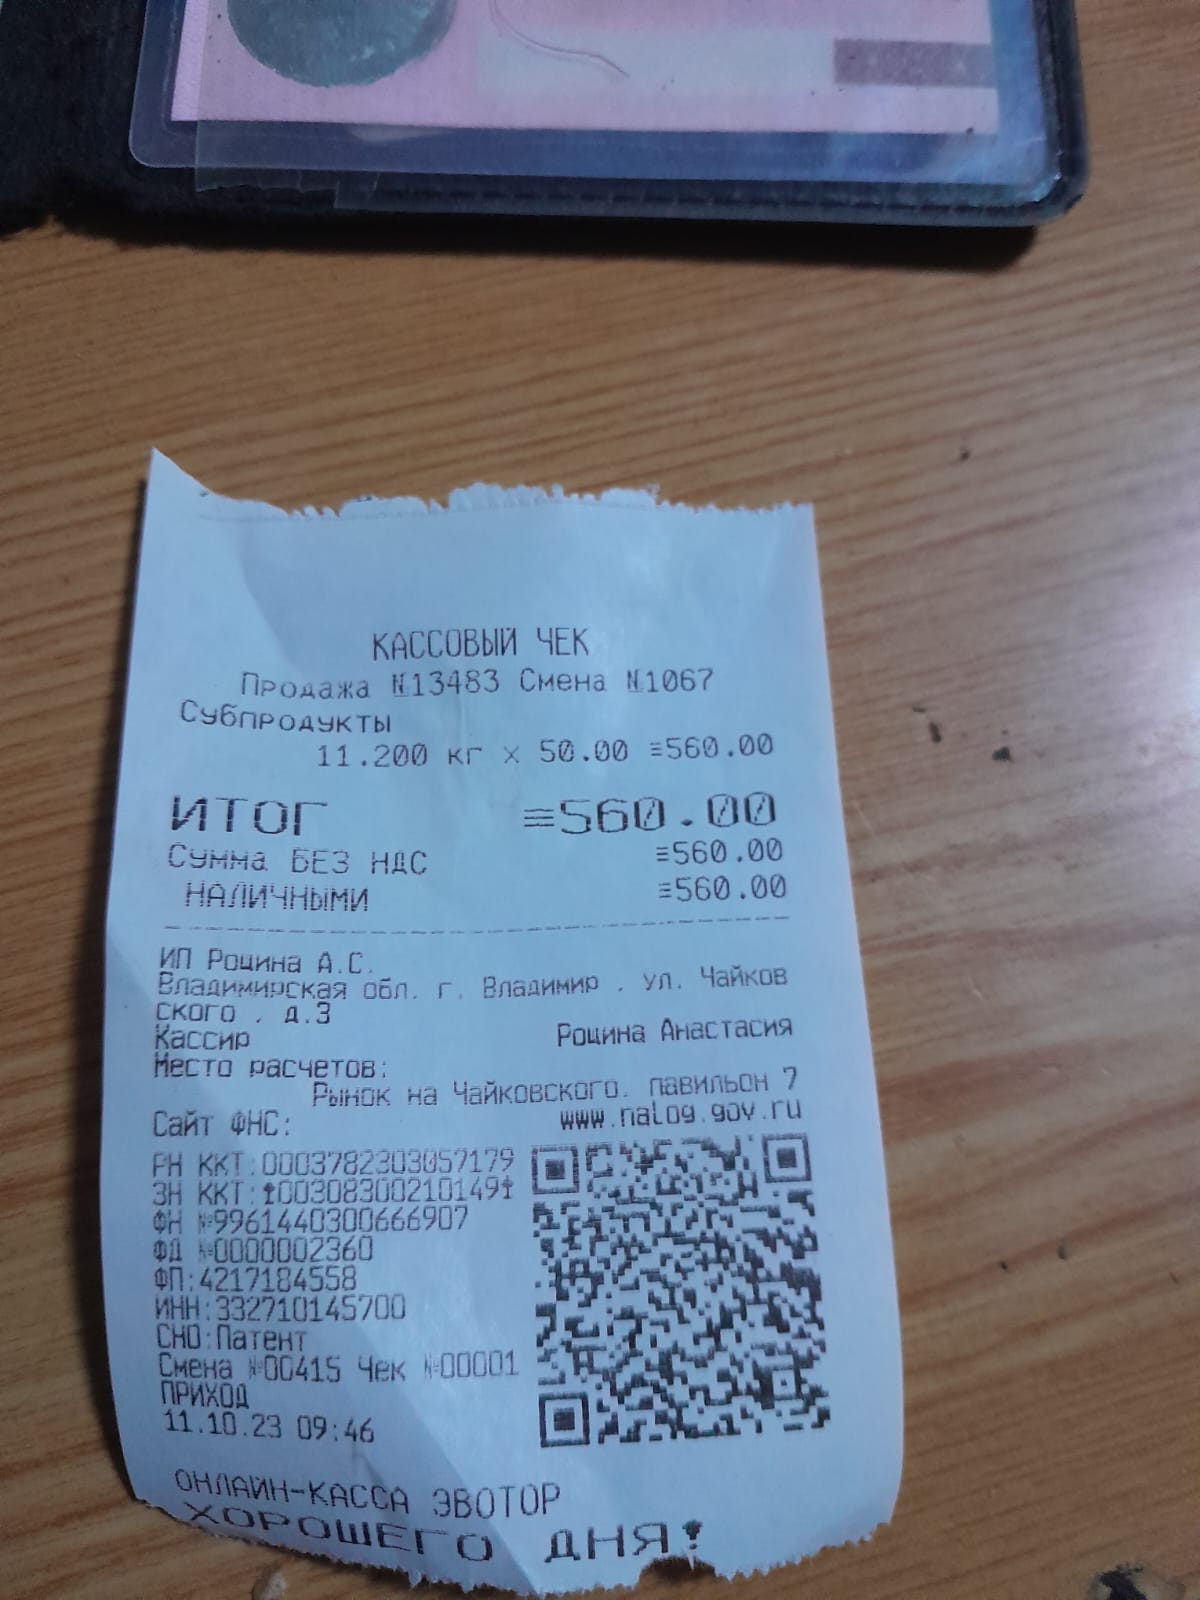 КАССОВЫЙ ЧЕК
Продажа №13483 Смена №1067
Субпродукты
11.200 кг x 50.00 ≡560.00
ИТОГ ≡560.00
Сумма БЕЗ НДС ≡560.00
НАЛИЧНЫМИ ≡560.00
ИП Рощина А.С.
Владимирская обл. г. Владимир , ул. Чайков
ского , д.3
Кассир Рощина Анастасия
Место расчетов:
Рынок на Чайковского, павильон 7
Сайт ФНС: www.nalog.gov.ru
РН ККТ:0003782303057179
ЗН ККТ:↟00308300210149↟
ФН №9961440300666907
ФД №0000002360
ФП:4217184558
ИНН:332710145700
СНО:Патент
Смена №00415 Чек №00001
ПРИХОД
11.10.23 09:46
ОНЛАЙН-КАССА ЭВОТОР
ХОРОШЕГО ДНЯ!